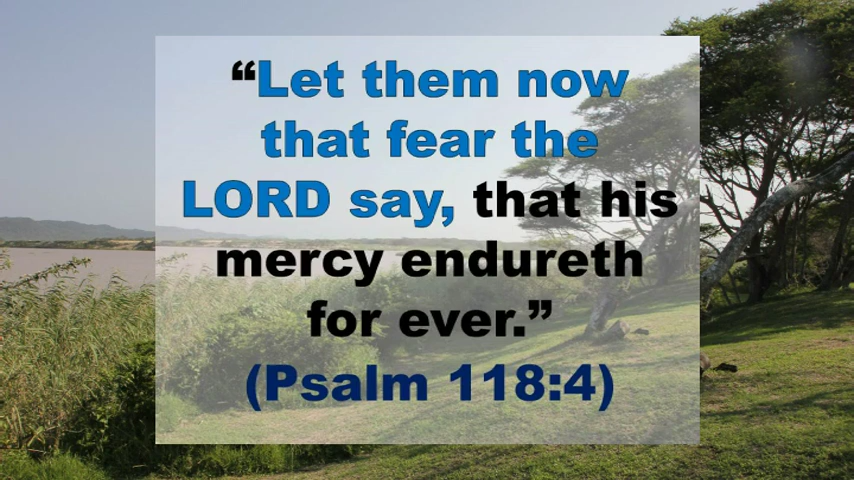 “Let them now
that fear the
LORD say, that his
mercy endureth
for ever.”
(Psalm 118:4)